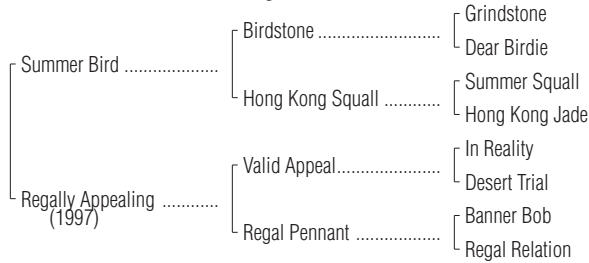 Grindstone
Birdstone ..........................
Dear Birdie
Summer Bird ....................
Summer Squall
Hong Kong Squall ............
Hong Kong Jade
In Reality
Valid Appeal......................
Desert Trial
Regally Appealing ............
(1997)
Banner Bob
Regal Pennant ..................
Regal Relation